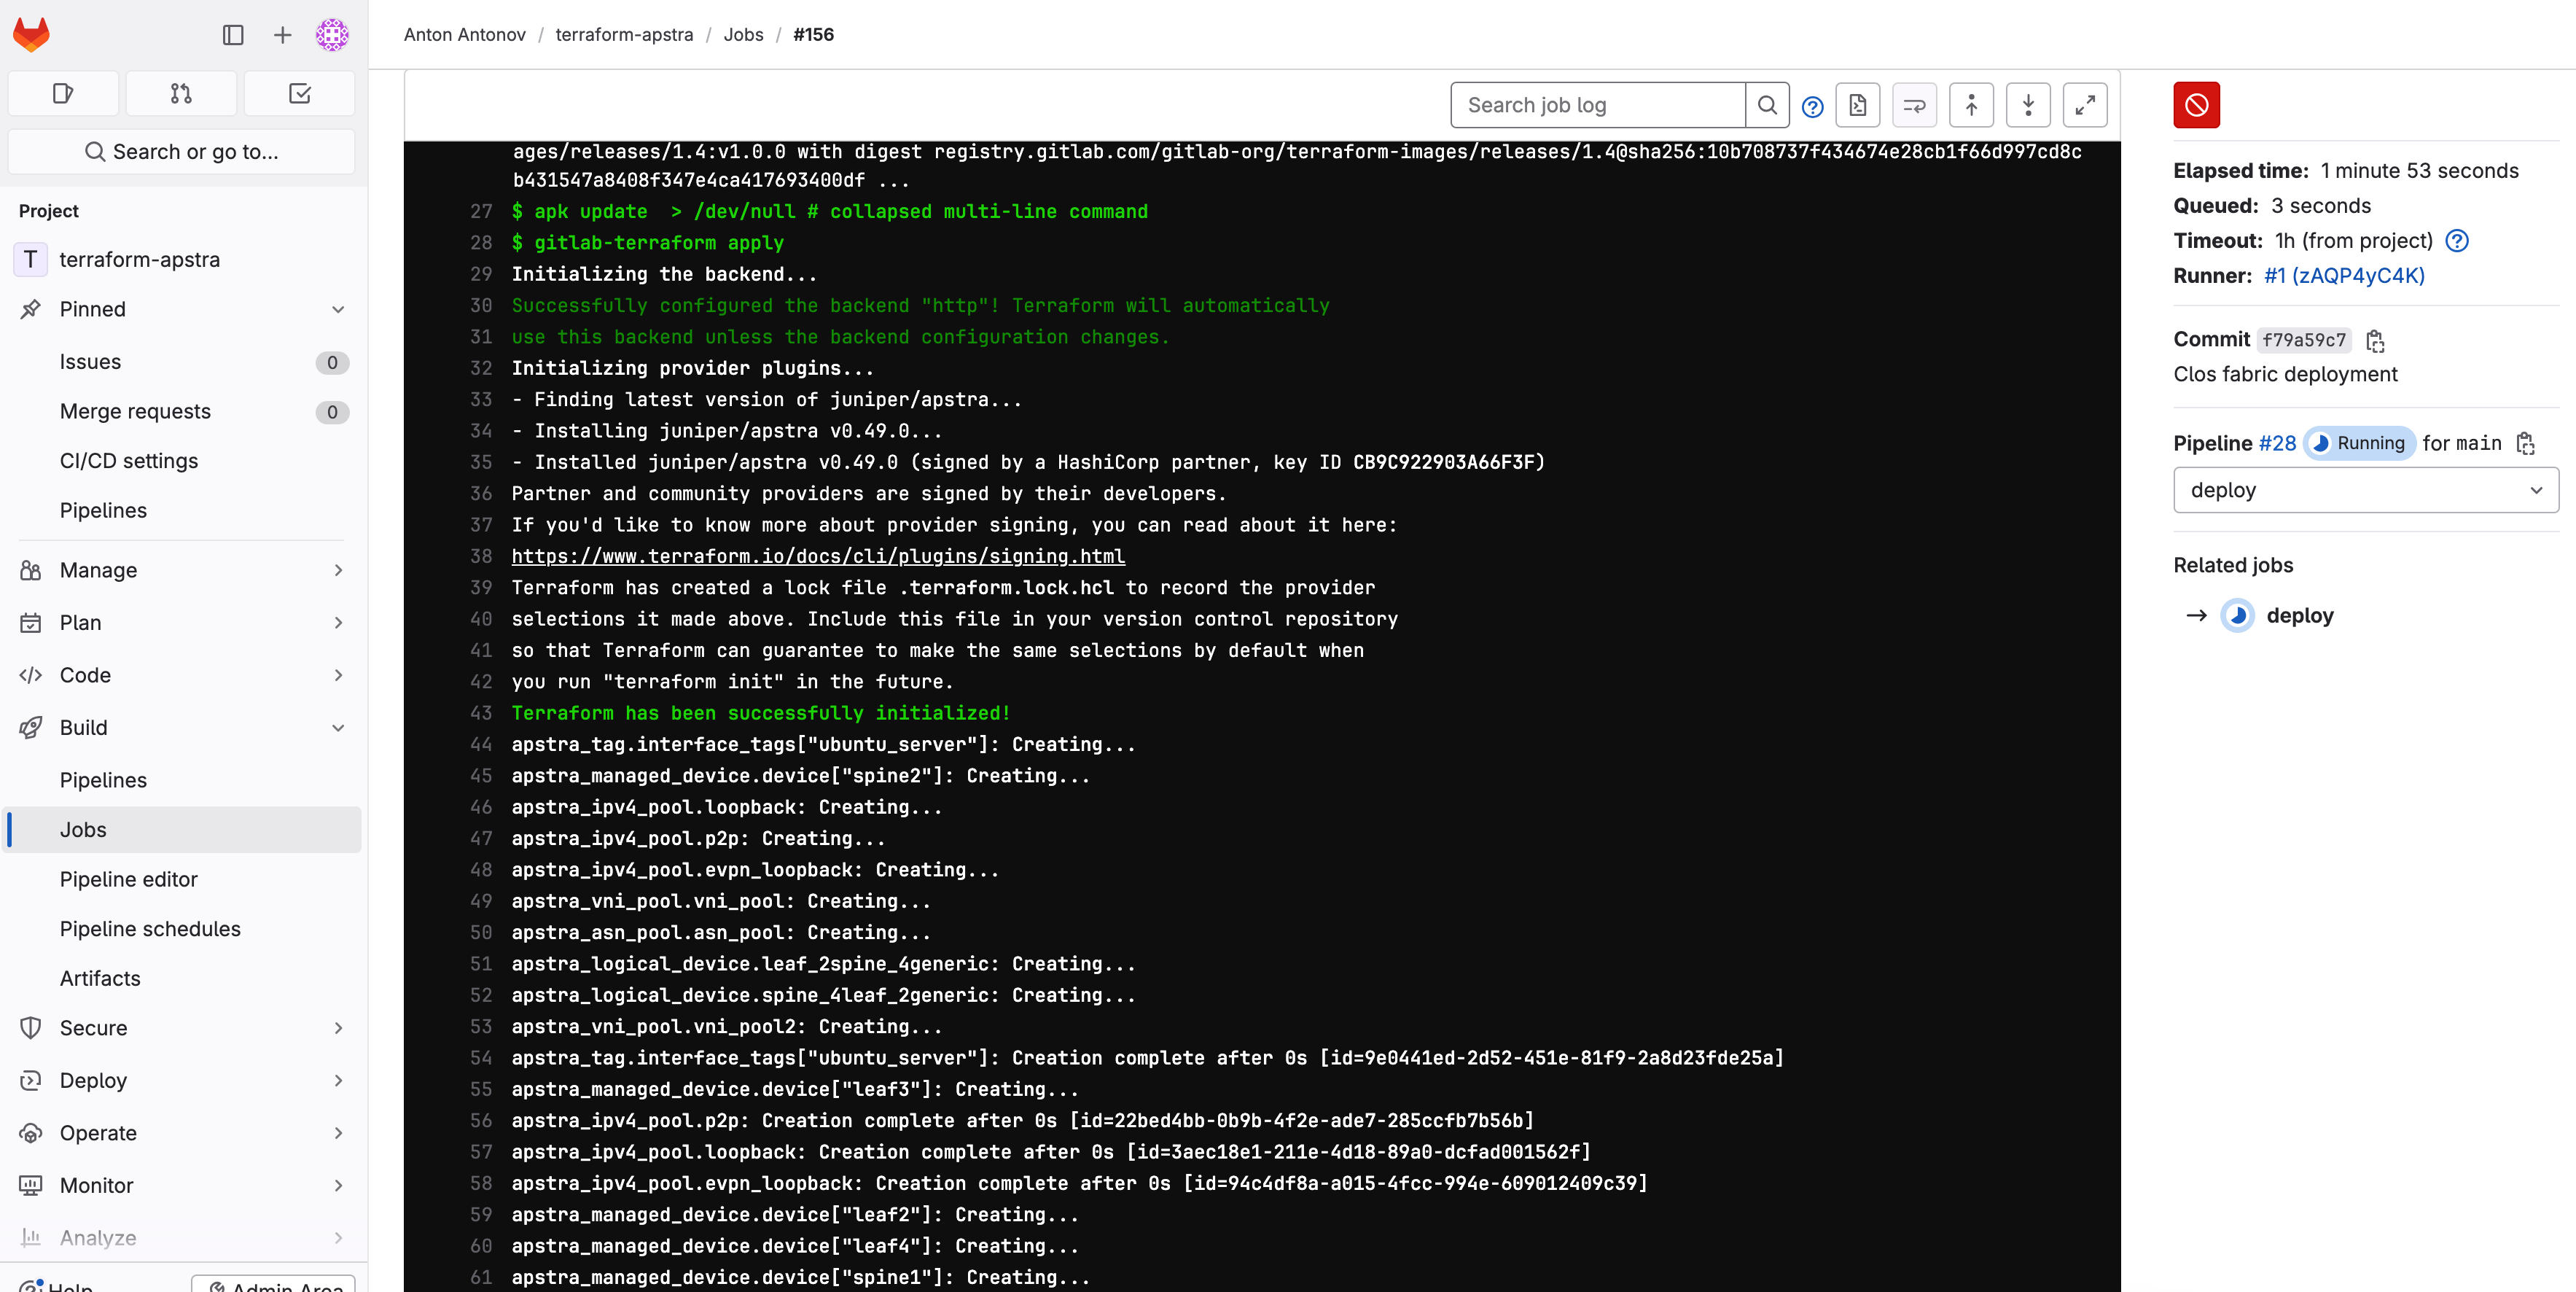 Anton Antonov / terraform-apstra / Jobs / #156
Search or go to...
Project
T terraform-apstra
Pinned
Issues 0
Merge requests 0
CI/CD settings
Pipelines
Manage
Plan
Code
Build
Pipelines
Jobs
Pipeline editor
Pipeline schedules
Artifacts
Secure
Deploy
Operate
Monitor
Analyze
Help
Admin Area
Search job log
ages/releases/1.4:v1.0.0 with digest registry.gitlab.com/gitlab-org/terraform-images/releases/1.4@sha256:10b708737f434674e28cb1f66d997cd8c
b431547a8408f347e4ca417693400df ...
27 $ apk update  > /dev/null # collapsed multi-line command
28 $ gitlab-terraform apply
29 Initializing the backend...
30 Successfully configured the backend "http"! Terraform will automatically
31 use this backend unless the backend configuration changes.
32 Initializing provider plugins...
33 - Finding latest version of juniper/apstra...
34 - Installing juniper/apstra v0.49.0...
35 - Installed juniper/apstra v0.49.0 (signed by a HashiCorp partner, key ID CB9C922903A66F3F)
36 Partner and community providers are signed by their developers.
37 If you'd like to know more about provider signing, you can read about it here:
38 https://www.terraform.io/docs/cli/plugins/signing.html
39 Terraform has created a lock file .terraform.lock.hcl to record the provider
40 selections it made above. Include this file in your version control repository
41 so that Terraform can guarantee to make the same selections by default when
42 you run "terraform init" in the future.
43 Terraform has been successfully initialized!
44 apstra_tag.interface_tags["ubuntu_server"]: Creating...
45 apstra_managed_device.device["spine2"]: Creating...
46 apstra_ipv4_pool.loopback: Creating...
47 apstra_ipv4_pool.p2p: Creating...
48 apstra_ipv4_pool.evpn_loopback: Creating...
49 apstra_vni_pool.vni_pool: Creating...
50 apstra_asn_pool.asn_pool: Creating...
51 apstra_logical_device.leaf_2spine_4generic: Creating...
52 apstra_logical_device.spine_4leaf_2generic: Creating...
53 apstra_vni_pool.vni_pool2: Creating...
54 apstra_tag.interface_tags["ubuntu_server"]: Creation complete after 0s [id=9e0441ed-2d52-451e-81f9-2a8d23fde25a]
55 apstra_managed_device.device["leaf3"]: Creating...
56 apstra_ipv4_pool.p2p: Creation complete after 0s [id=22bed4bb-0b9b-4f2e-ade7-285ccfb7b56b]
57 apstra_ipv4_pool.loopback: Creation complete after 0s [id=3aec18e1-211e-4d18-89a0-dcfad001562f]
58 apstra_ipv4_pool.evpn_loopback: Creation complete after 0s [id=94c4df8a-a015-4fcc-994e-609012409c39]
59 apstra_managed_device.device["leaf2"]: Creating...
60 apstra_managed_device.device["leaf4"]: Creating...
61 apstra_managed_device.device["spine1"]: Creating...
Elapsed time: 1 minute 53 seconds
Queued: 3 seconds
Timeout: 1h (from project)
Runner: #1 (zAQP4yC4K)
Commit f79a59c7
Clos fabric deployment
Pipeline #28 Running for main
deploy
Related jobs
→ deploy